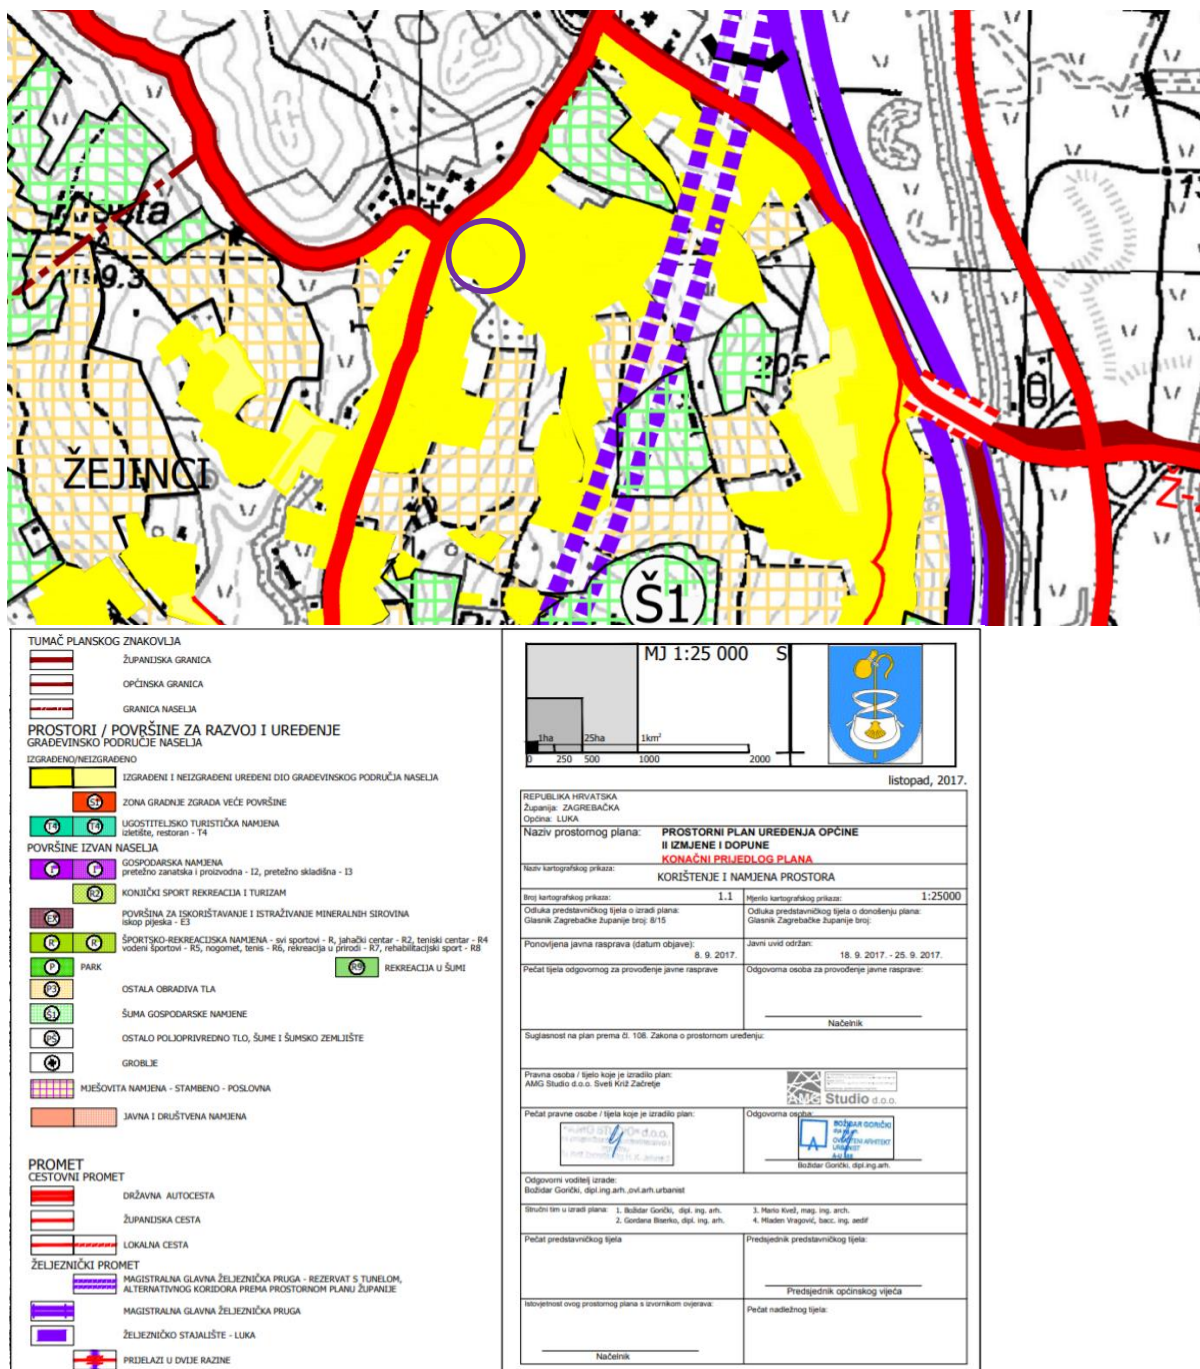 ŽEJINCI
9.3
Š1
TUMAČ PLANSKOG ZNAKOVLJA
ŽUPANIJSKA GRANICA
OPĆINSKA GRANICA
GRANICA NASELJA
PROSTORI / POVRŠINE ZA RAZVOJ I UREĐENJE
GRAĐEVINSKO PODRUČJE NASELJA
IZGRAĐENO/NEIZGRAĐENO
IZGRAĐENI I NEIZGRAĐENI UREĐENI DIO GRAĐEVINSKOG PODRUČJA NASELJA
S1 ZONA GRADNJE ZGRADA VEĆE POVRŠINE
T4 T4 UGOSTITELJSKO TURISTIČKA NAMJENA
izletište, restoran - T4
POVRŠINE IZVAN NASELJA
I I GOSPODARSKA NAMJENA
pretežno zanatska i proizvodna - I2, pretežno skladišna - I3
R2 KONJIČKI SPORT REKREACIJA I TURIZAM
POVRŠINA ZA ISKORIŠTAVANJE I ISTRAŽIVANJE MINERALNIH SIROVINA
iskop pijeska - E3
R R ŠPORTSKO-REKREACIJSKA NAMJENA - svi sportovi - R, jahački centar - R2, teniski centar - R4
vodeni športovi - R5, nogomet, tenis - R6, rekreacija u prirodi - R7, rehabilitacijski sport - R8
P PARK
R9 REKREACIJA U ŠUMI
P3 OSTALA OBRADIVA TLA
Š1 ŠUMA GOSPODARSKE NAMJENE
PŠ OSTALO POLJOPRIVREDNO TLO, ŠUME I ŠUMSKO ZEMLJIŠTE
GROBLJE
MJEŠOVITA NAMJENA - STAMBENO - POSLOVNA
JAVNA I DRUŠTVENA NAMJENA
PROMET
CESTOVNI PROMET
DRŽAVNA AUTOCESTA
ŽUPANIJSKA CESTA
LOKALNA CESTA
ŽELJEZNIČKI PROMET
MAGISTRALNA GLAVNA ŽELJEZNIČKA PRUGA - REZERVAT S TUNELOM,
ALTERNATIVNOG KORIDORA PREMA PROSTORNOM PLANU ŽUPANIJE
MAGISTRALNA GLAVNA ŽELJEZNIČKA PRUGA
ŽELJEZNIČKO STAJALIŠTE - LUKA
PRIJELAZI U DVIJE RAZINE
MJ 1:25 000 S
1ha 25ha 1km²
0 250 500 1000 2000
listopad, 2017.
REPUBLIKA HRVATSKA
Županija: ZAGREBAČKA
Općina: LUKA
Naziv prostornog plana: PROSTORNI PLAN UREĐENJA OPĆINE
II IZMJENE I DOPUNE
KONAČNI PRIJEDLOG PLANA
Naziv kartografskog prikaza:
KORIŠTENJE I NAMJENA PROSTORA
Broj kartografskog prikaza: 1.1 Mjerilo kartografskog prikaza: 1:25000
Odluka predstavničkog tijela o izradi plana:
Glasnik Zagrebačke županije broj: 8/15
Odluka predstavničkog tijela o donošenju plana:
Glasnik Zagrebačke županije broj:
Ponovljena javna rasprava (datum objave):
8. 9. 2017.
Javni uvid održan:
18. 9. 2017. - 25. 9. 2017.
Pečat tijela odgovornog za provođenje javne rasprave
Odgovorna osoba za provođenje javne rasprave:
Načelnik
Suglasnost na plan prema čl. 108. Zakona o prostornom uređenju:
Pravna osoba / tijelo koje je izradilo plan:
AMG Studio d.o.o. Sveti Križ Začretje
AMG Studio d.o.o.
Pečat pravne osobe / tijela koje je izradilo plan:
Odgovorna osoba:
BOŽIDAR GORIČKI
OVLAŠTENI ARHITEKT
URBANIST
Božidar Gorički, dipl.ing.arh.
Odgovorni voditelj izrade:
Božidar Gorički, dipl.ing.arh.,ovl.arh.urbanist
Stručni tim u izradi plana: 1. Božidar Gorički, dipl. ing. arh. 3. Mario Kvež, mag. ing. arch.
2. Gordana Biserko, dipl. ing. arh. 4. Mladen Vragović, bacc. ing. aedif
Pečat predstavničkog tijela
Predsjednik predstavničkog tijela:
Predsjednik općinskog vijeća
Istovjetnost ovog prostornog plana s izvornikom ovjerava:
Pečat nadležnog tijela:
Načelnik